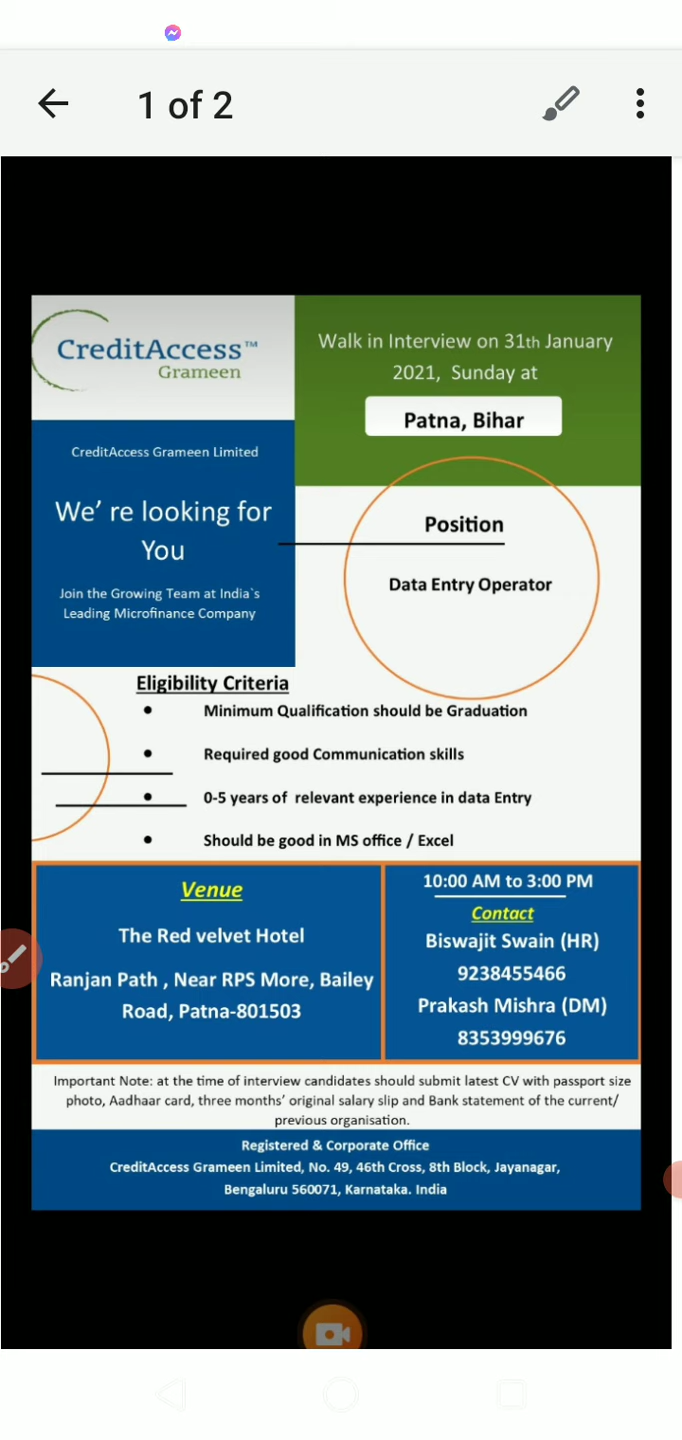 1 of 2
CreditAccess™
Grameen
Walk in Interview on 31th January
2021, Sunday at
Patna, Bihar
CreditAccess Grameen Limited
We' re looking for
You
Join the Growing Team at India`s
Leading Microfinance Company
Position
Data Entry Operator
Eligibility Criteria
• Minimum Qualification should be Graduation
• Required good Communication skills
• 0-5 years of relevant experience in data Entry
• Should be good in MS office / Excel
Venue
The Red velvet Hotel
Ranjan Path , Near RPS More, Bailey
Road, Patna-801503
10:00 AM to 3:00 PM
Contact
Biswajit Swain (HR)
9238455466
Prakash Mishra (DM)
8353999676
Important Note: at the time of interview candidates should submit latest CV with passport size
photo, Aadhaar card, three months' original salary slip and Bank statement of the current/
previous organisation.
Registered & Corporate Office
CreditAccess Grameen Limited, No. 49, 46th Cross, 8th Block, Jayanagar,
Bengaluru 560071, Karnataka. India